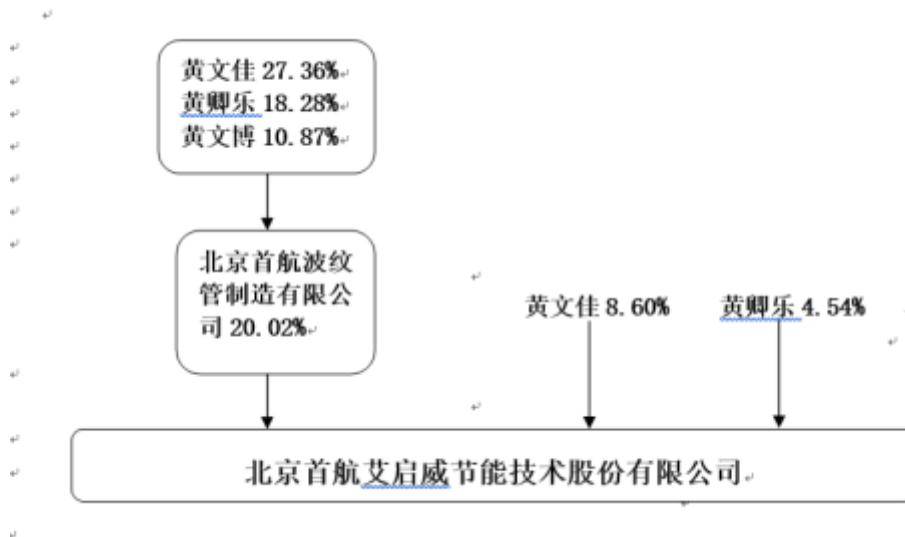 黄文佳 27.36%
黄卿乐 18.28%
黄文博 10.87%
北京首航波纹
管制造有限公
司 20.02%
黄文佳 8.60%
黄卿乐 4.54%
北京首航艾启威节能技术股份有限公司